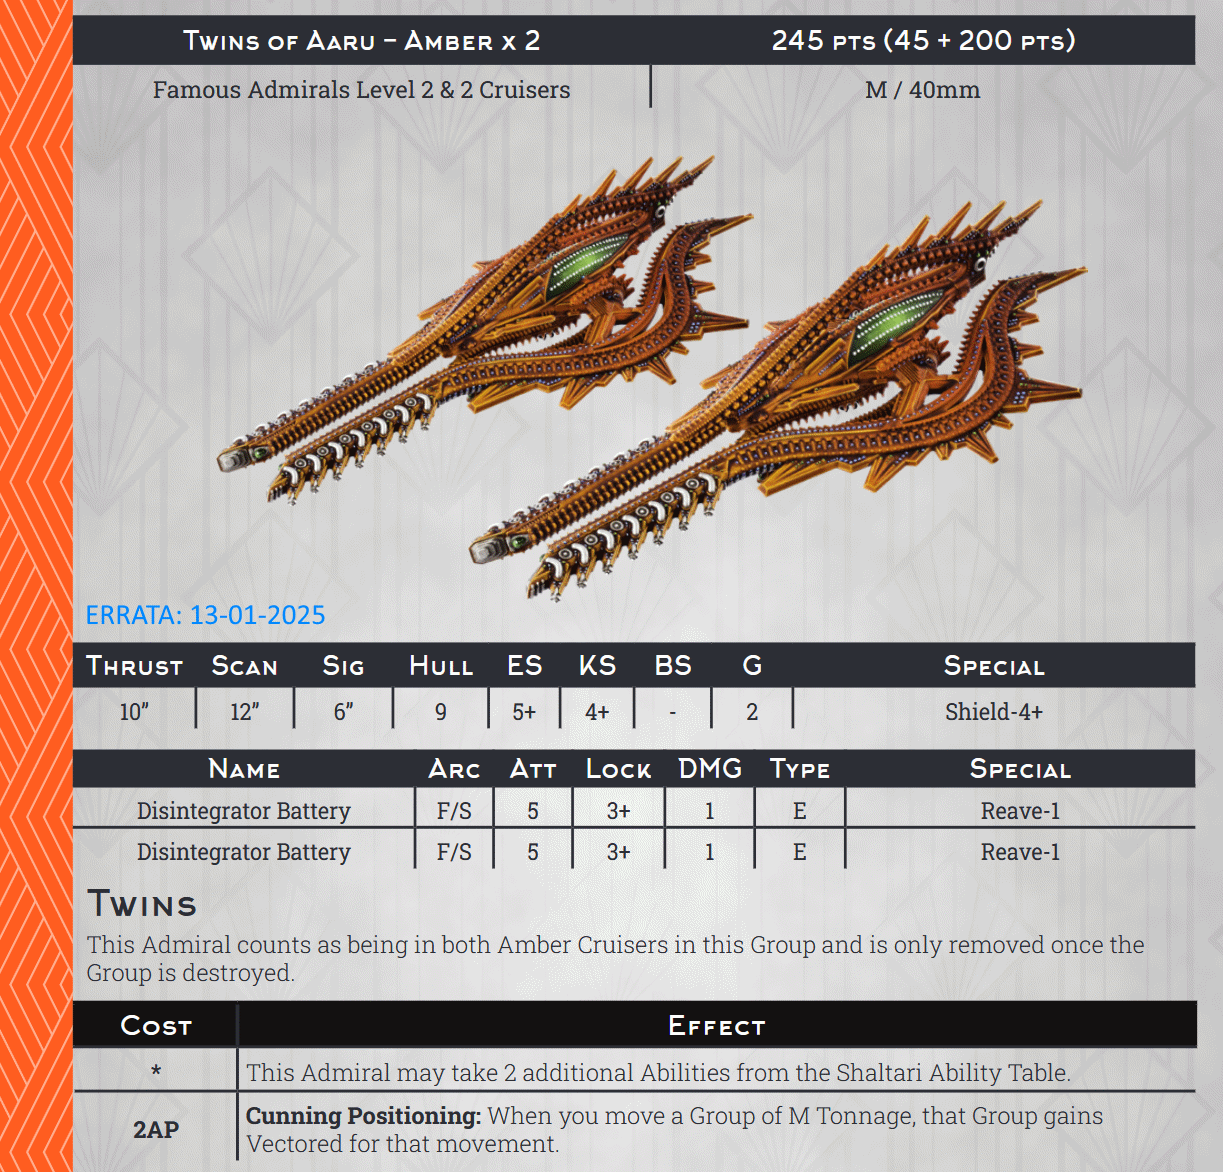 Twins of Aaru – Amber x 2 245 pts (45 + 200 pts)
Famous Admirals Level 2 & 2 Cruisers M / 40mm
ERRATA: 13-01-2025
Thrust Scan Sig Hull ES KS BS G Special
10” 12” 6” 9 5+ 4+ - 2 Shield-4+
Name Arc Att Lock DMG Type Special
Disintegrator Battery F/S 5 3+ 1 E Reave-1
Disintegrator Battery F/S 5 3+ 1 E Reave-1
Twins
This Admiral counts as being in both Amber Cruisers in this Group and is only removed once the
Group is destroyed.
Cost Effect
* This Admiral may take 2 additional Abilities from the Shaltari Ability Table.
2AP Cunning Positioning: When you move a Group of M Tonnage, that Group gains
Vectored for that movement.